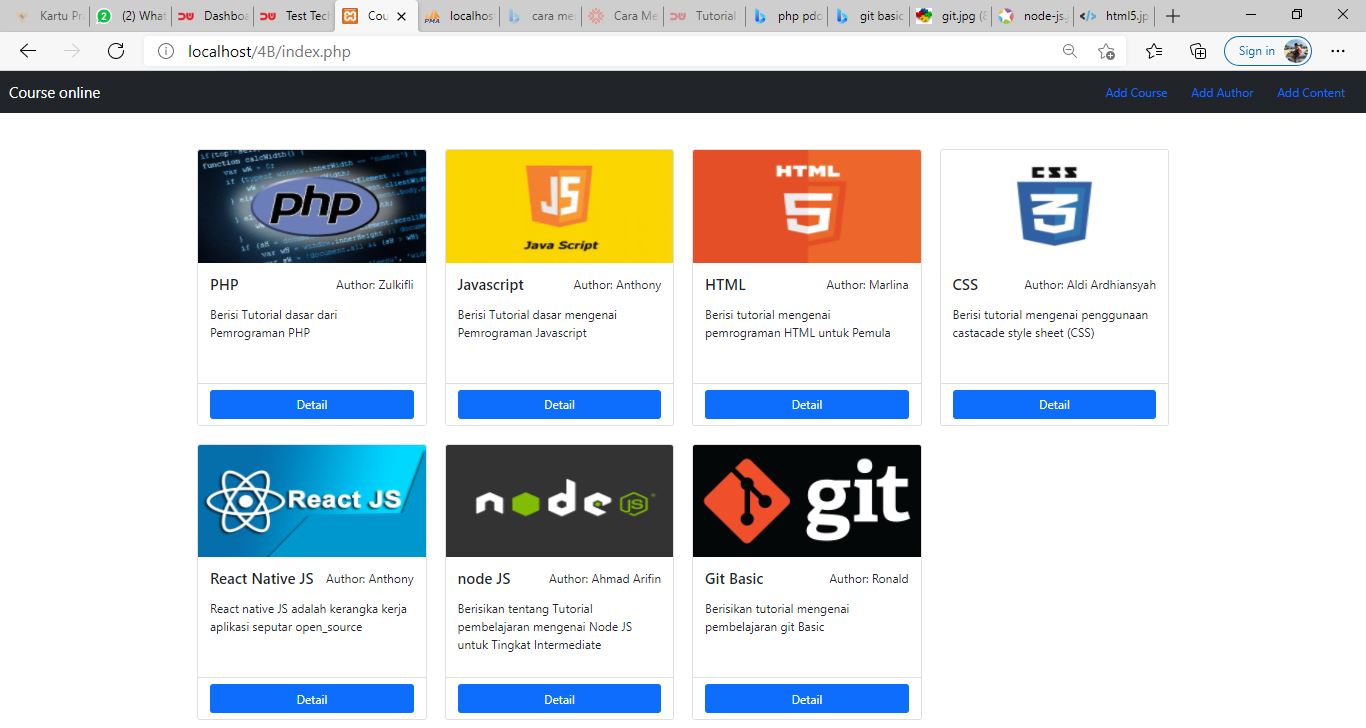 Kartu Pr
2
(2) What
Dashboa
Test Tech
Cou
localhos
cara me
Cara Me
Tutorial
php pdo
git basic
git.jpg (8
node-js.j
html5.jp
localhost/4B/index.php
Sign in
Course online
Add Course
Add Author
Add Content
php
JS
Java Script
HTML
5
CSS
3
PHP
Author: Zulkifli
Berisi Tutorial dasar dari
Pemrograman PHP
Detail
Javascript
Author: Anthony
Berisi Tutorial dasar mengenai
Pemrograman Javascript
Detail
HTML
Author: Marlina
Berisi tutorial mengenai
pemrograman HTML untuk Pemula
Detail
CSS
Author: Aldi Ardhiansyah
Berisi tutorial mengenai penggunaan
castacade style sheet (CSS)
Detail
React JS
node
JS
git
React Native JS
Author: Anthony
React native JS adalah kerangka kerja
aplikasi seputar open_source
Detail
node JS
Author: Ahmad Arifin
Berisikan tentang Tutorial
pembelajaran mengenai Node JS
untuk Tingkat Intermediate
Detail
Git Basic
Author: Ronald
Berisikan tutorial mengenai
pembelajaran git Basic
Detail